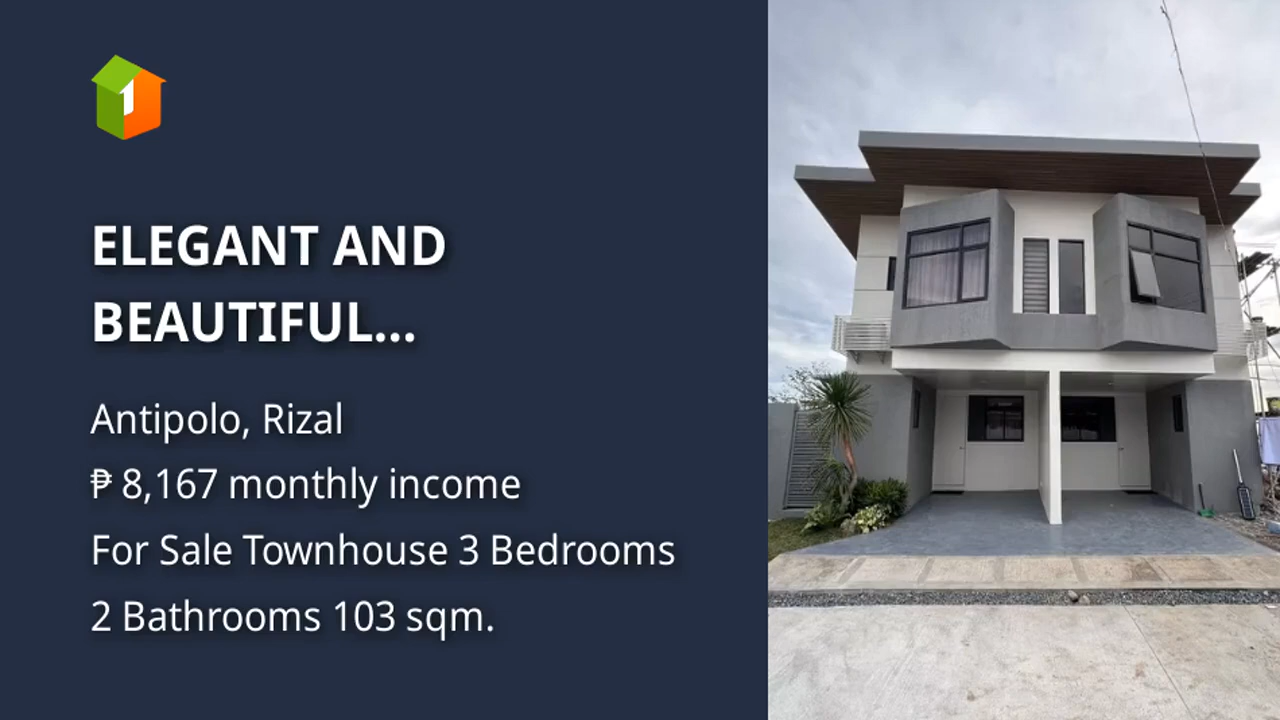 ELEGANT AND
BEAUTIFUL...
Antipolo, Rizal
₱ 8,167 monthly income
For Sale Townhouse 3 Bedrooms
2 Bathrooms 103 sqm.